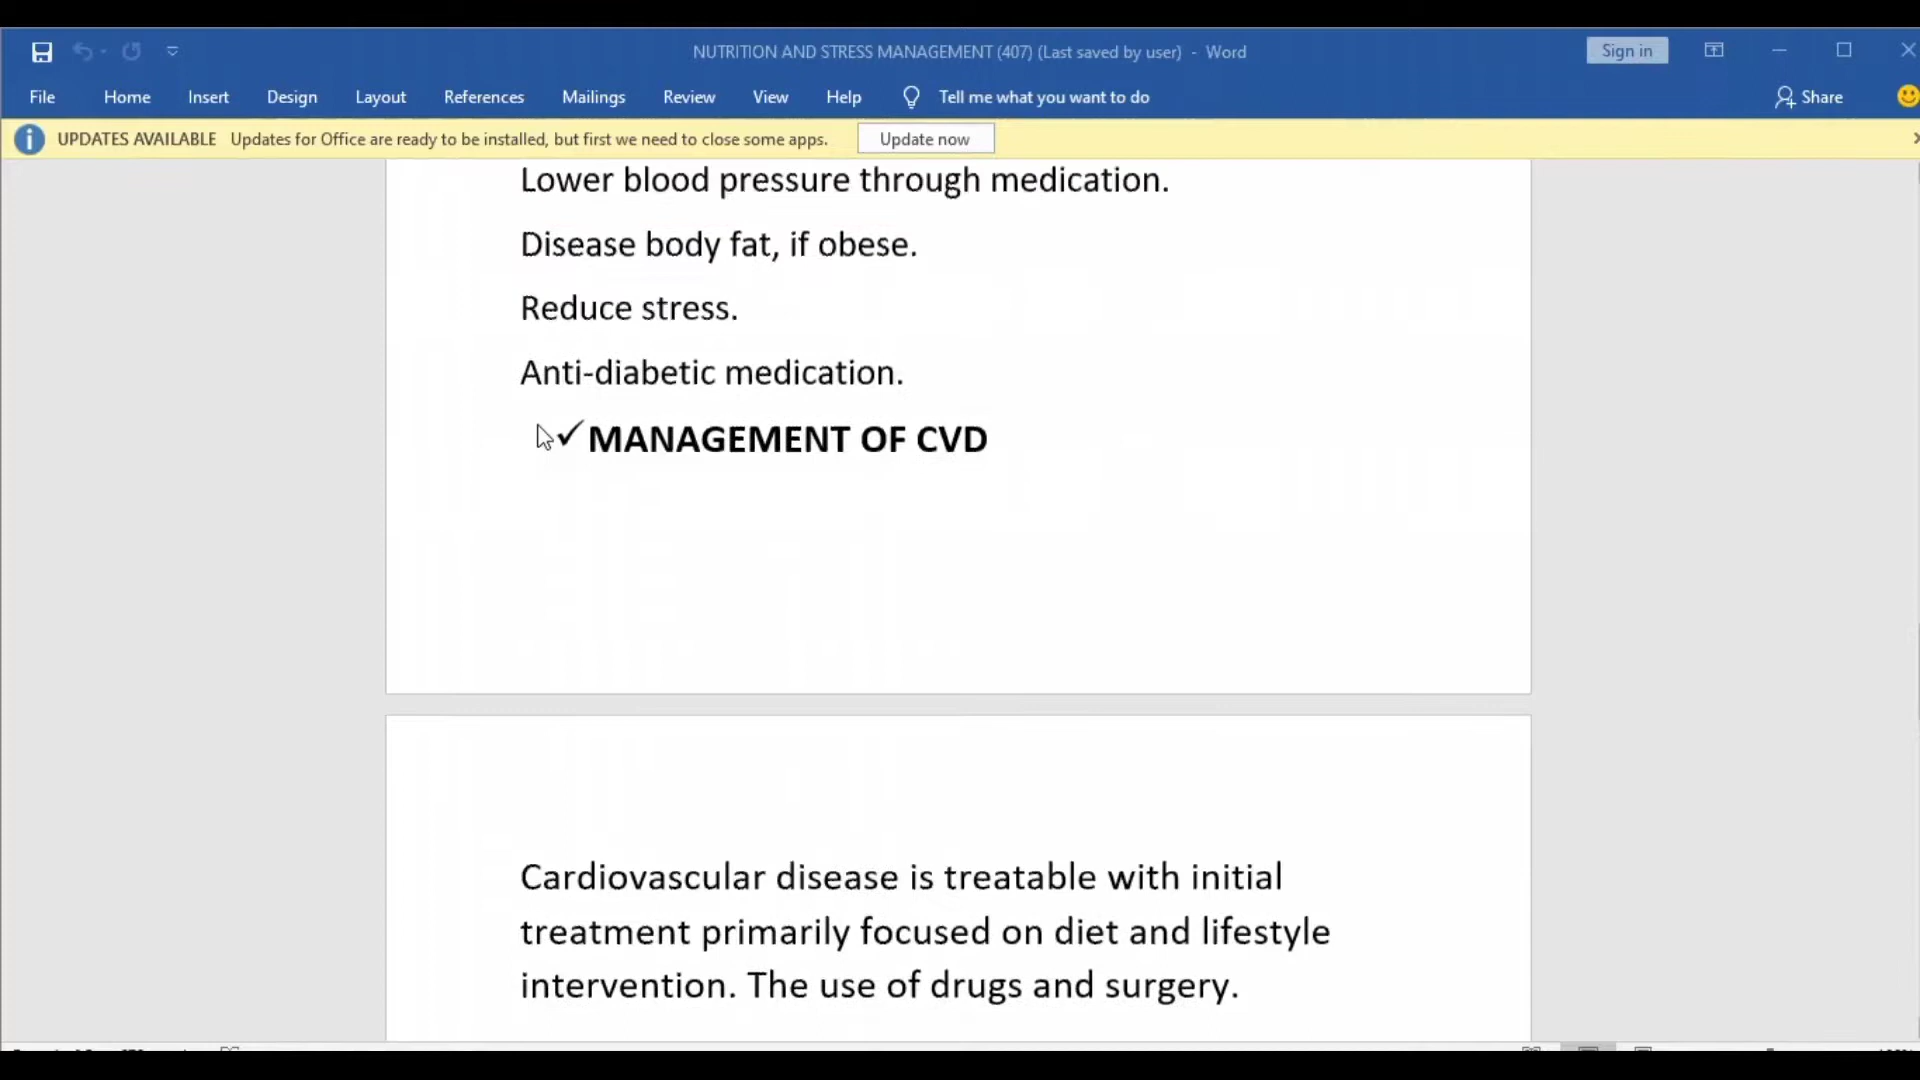 NUTRITION AND STRESS MANAGEMENT (407) (Last saved by user) - Word
Sign in
File Home Insert Design Layout References Mailings Review View Help Tell me what you want to do Share
UPDATES AVAILABLE Updates for Office are ready to be installed, but first we need to close some apps. Update now
Lower blood pressure through medication.
Disease body fat, if obese.
Reduce stress.
Anti-diabetic medication.
✓MANAGEMENT OF CVD
Cardiovascular disease is treatable with initial
treatment primarily focused on diet and lifestyle
intervention. The use of drugs and surgery.